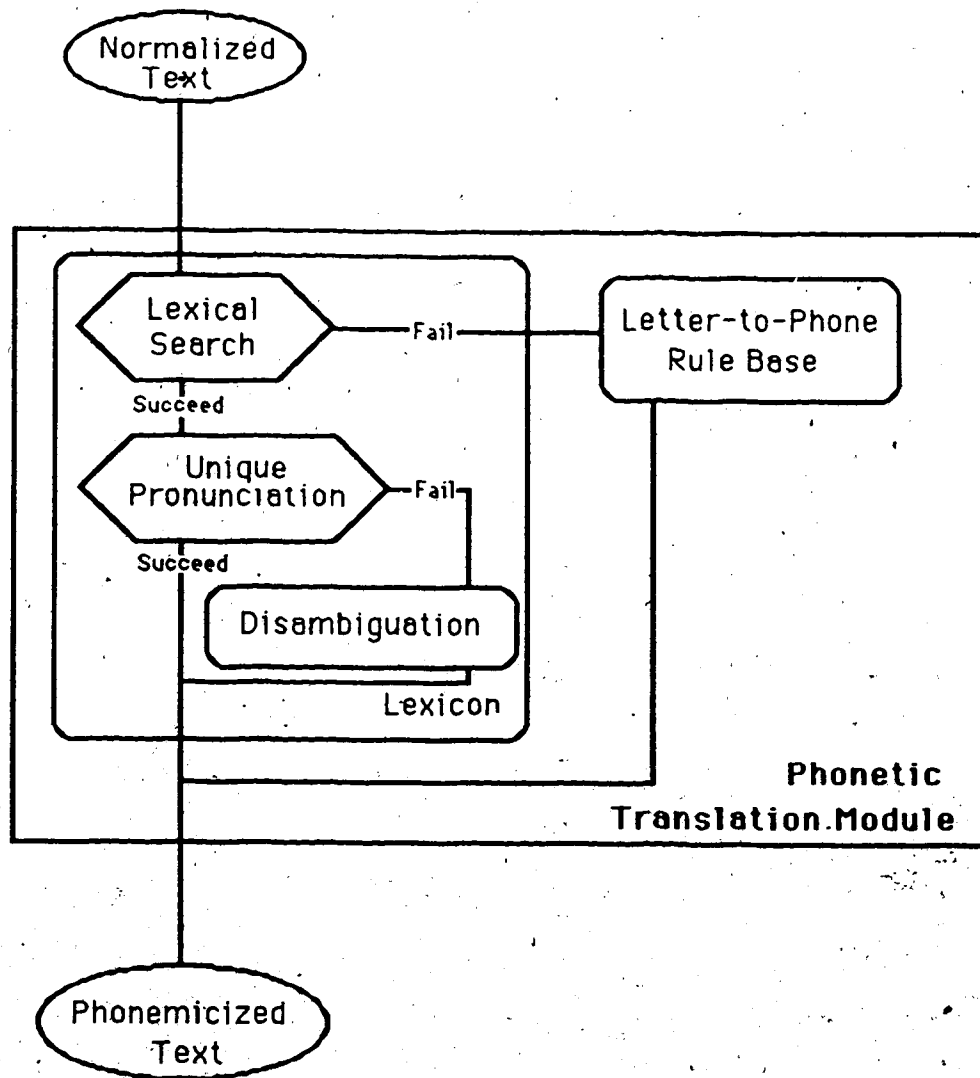 Normalized
Text
Lexical
Search
Fail
Letter-to-Phone
Rule Base
Succeed
Unique
Pronunciation
Fail
Succeed
Disambiguation
Lexicon
Phonetic
Translation Module
Phonemicized
Text